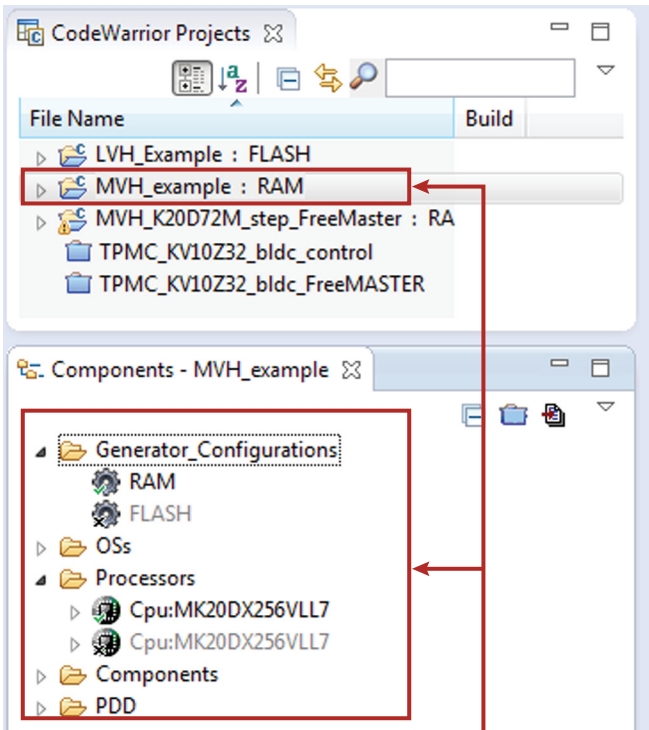 CodeWarrior Projects
File Name Build
LVH_Example : FLASH
MVH_example : RAM
MVH_K20D72M_step_FreeMaster : RA
TPMC_KV10Z32_bldc_control
TPMC_KV10Z32_bldc_FreeMASTER
Components - MVH_example
Generator_Configurations
RAM
FLASH
OSs
Processors
Cpu:MK20DX256VLL7
Cpu:MK20DX256VLL7
Components
PDD